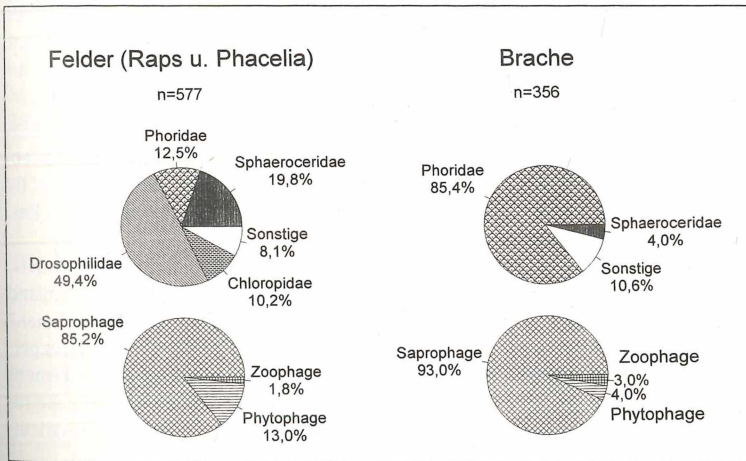 Felder (Raps u. Phacelia)
n=577
Phoridae
12,5%
Sphaeroceridae
19,8%
Sonstige
8,1%
Chloropidae
10,2%
Drosophilidae
49,4%
Saprophage
85,2%
Zoophage
1,8%
Phytophage
13,0%
Brache
n=356
Phoridae
85,4%
Sphaeroceridae
4,0%
Sonstige
10,6%
Saprophage
93,0%
Zoophage
3,0%
4,0%
Phytophage